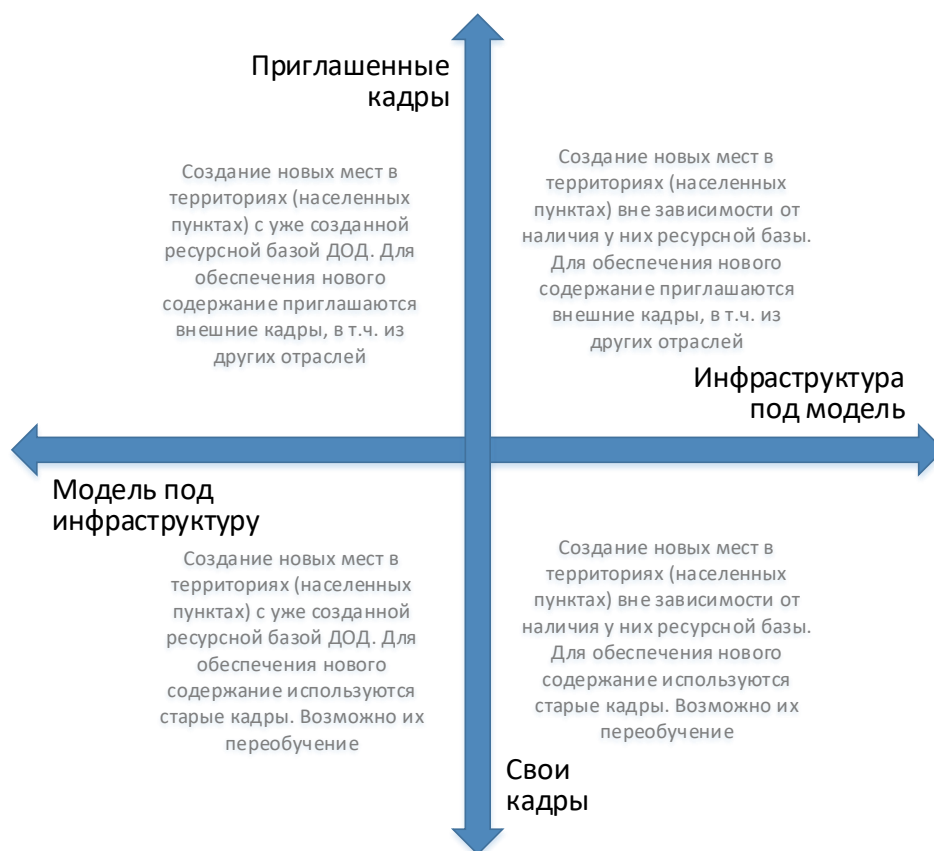 Приглашенные
кадры
Создание новых мест в
территориях (населенных
пунктах) с уже созданной
ресурсной базой ДОД. Для
обеспечения нового
содержание приглашаются
внешние кадры, в т.ч. из
других отраслей
Создание новых мест в
территориях (населенных
пунктах) вне зависимости от
наличия у них ресурсной базы.
Для обеспечения нового
содержание приглашаются
внешние кадры, в т.ч. из
других отраслей
Инфраструктура
под модель
Модель под
инфраструктуру
Создание новых мест в
территориях (населенных
пунктах) с уже созданной
ресурсной базой ДОД. Для
обеспечения нового
содержание используются
старые кадры. Возможно их
переобучение
Создание новых мест в
территориях (населенных
пунктах) вне зависимости от
наличия у них ресурсной базы.
Для обеспечения нового
содержание используются
старые кадры. Возможно их
переобучение
Свои
кадры